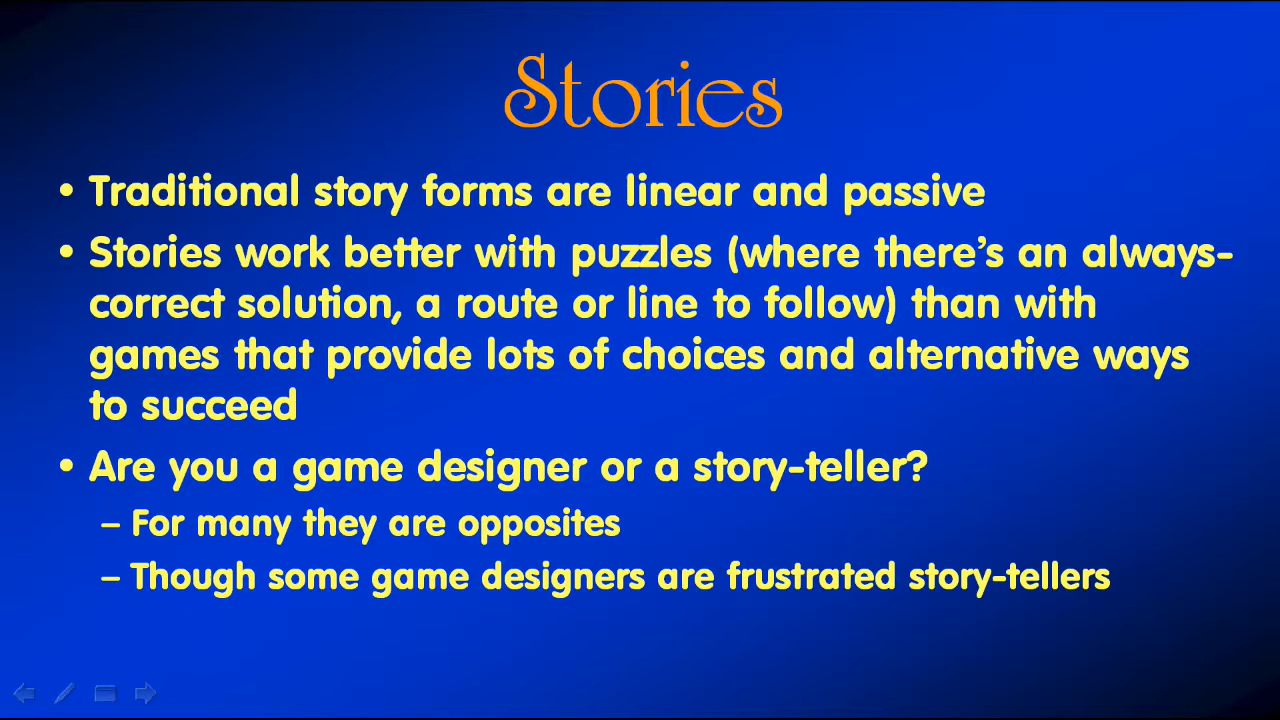 Stories
• Traditional story forms are linear and passive
• Stories work better with puzzles (where there’s an always-
correct solution, a route or line to follow) than with
games that provide lots of choices and alternative ways
to succeed
• Are you a game designer or a story-teller?
– For many they are opposites
– Though some game designers are frustrated story-tellers